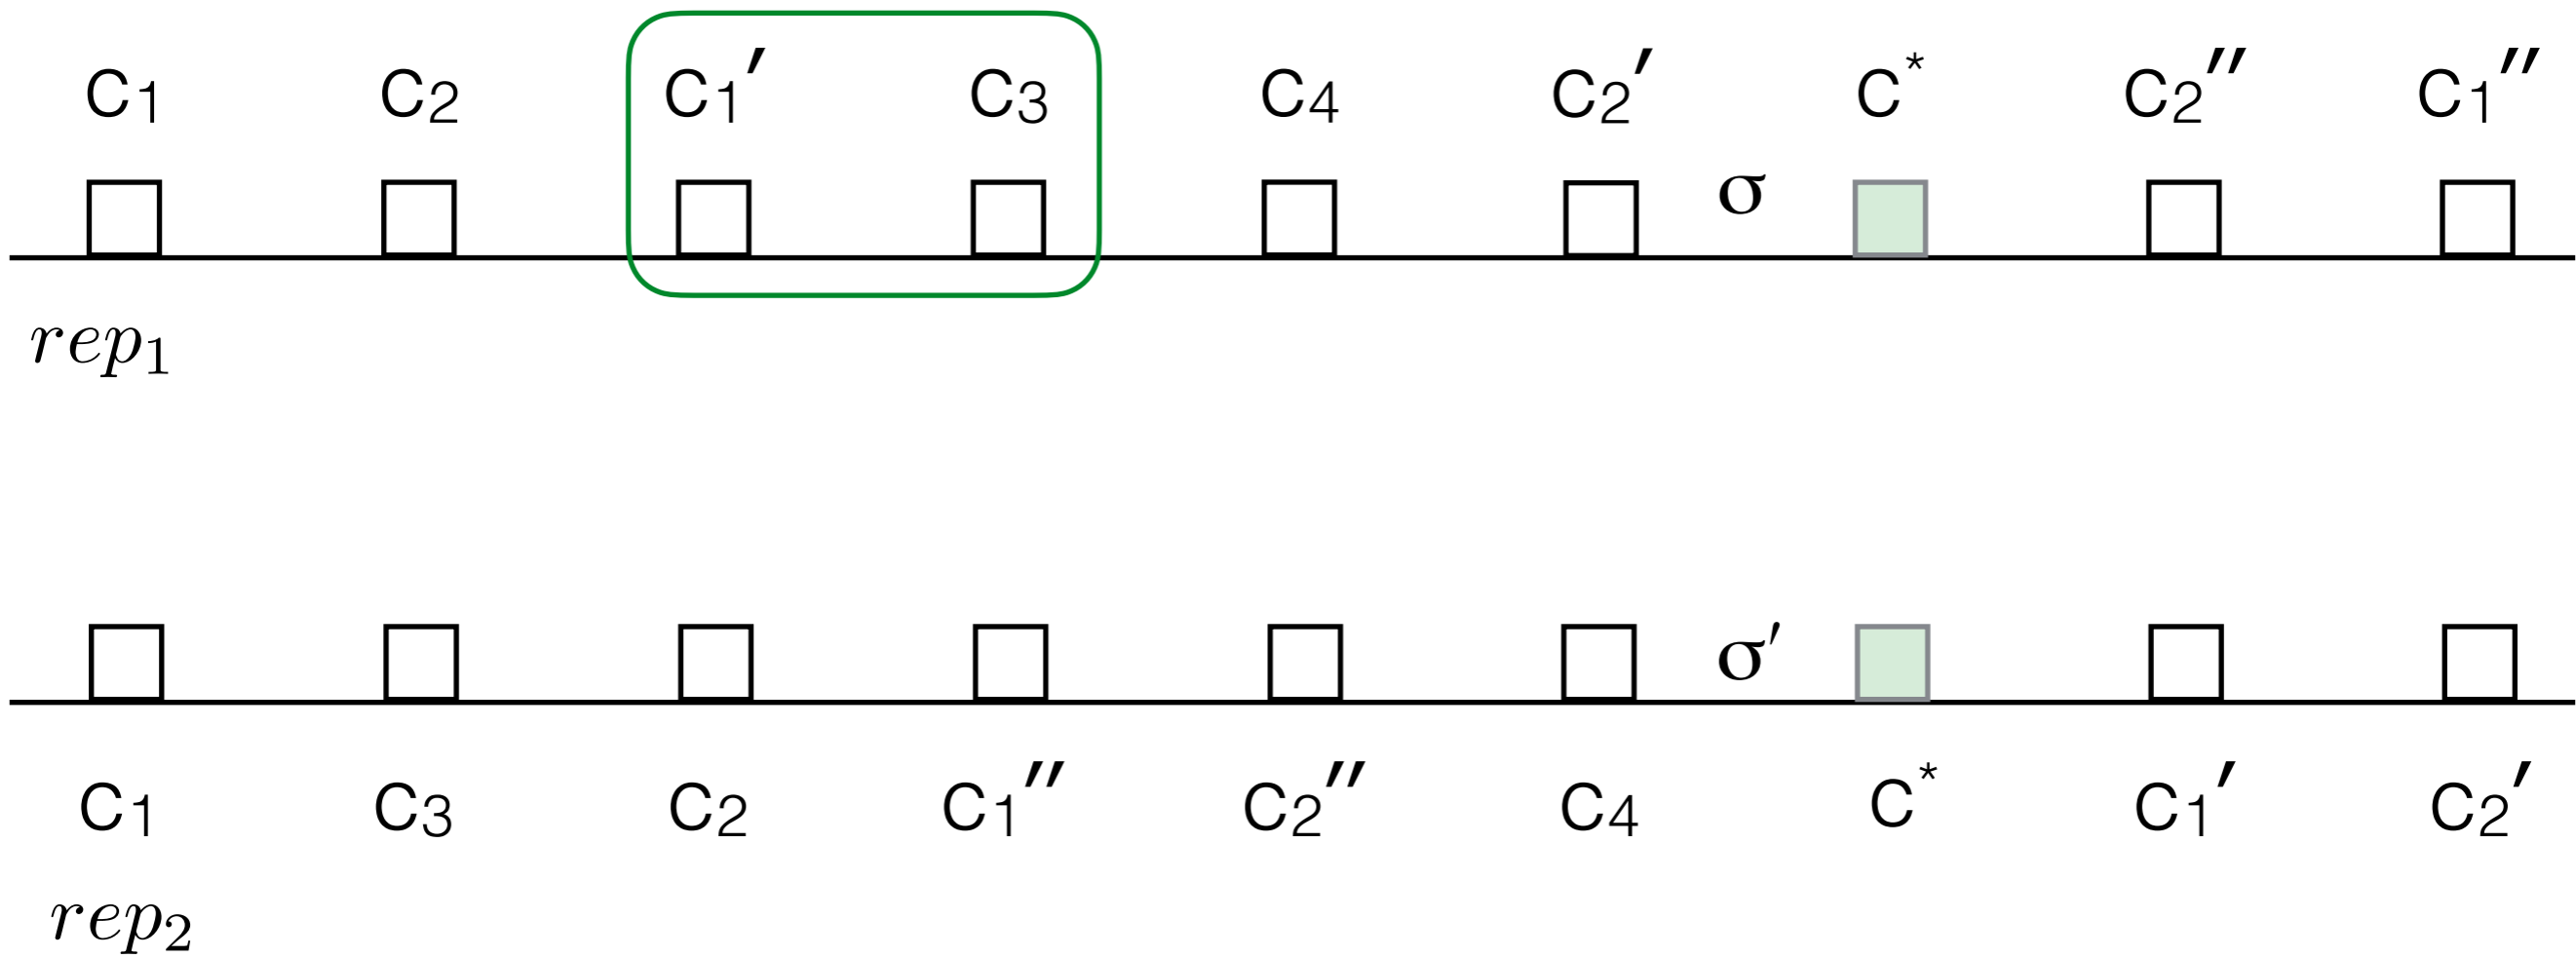 C₁ C₂ C₁′ C₃ C₄ C₂′ C* C₂″ C₁″
σ
rep₁
σ′
C₁ C₃ C₂ C₁″ C₂″ C₄ C* C₁′ C₂′
rep₂